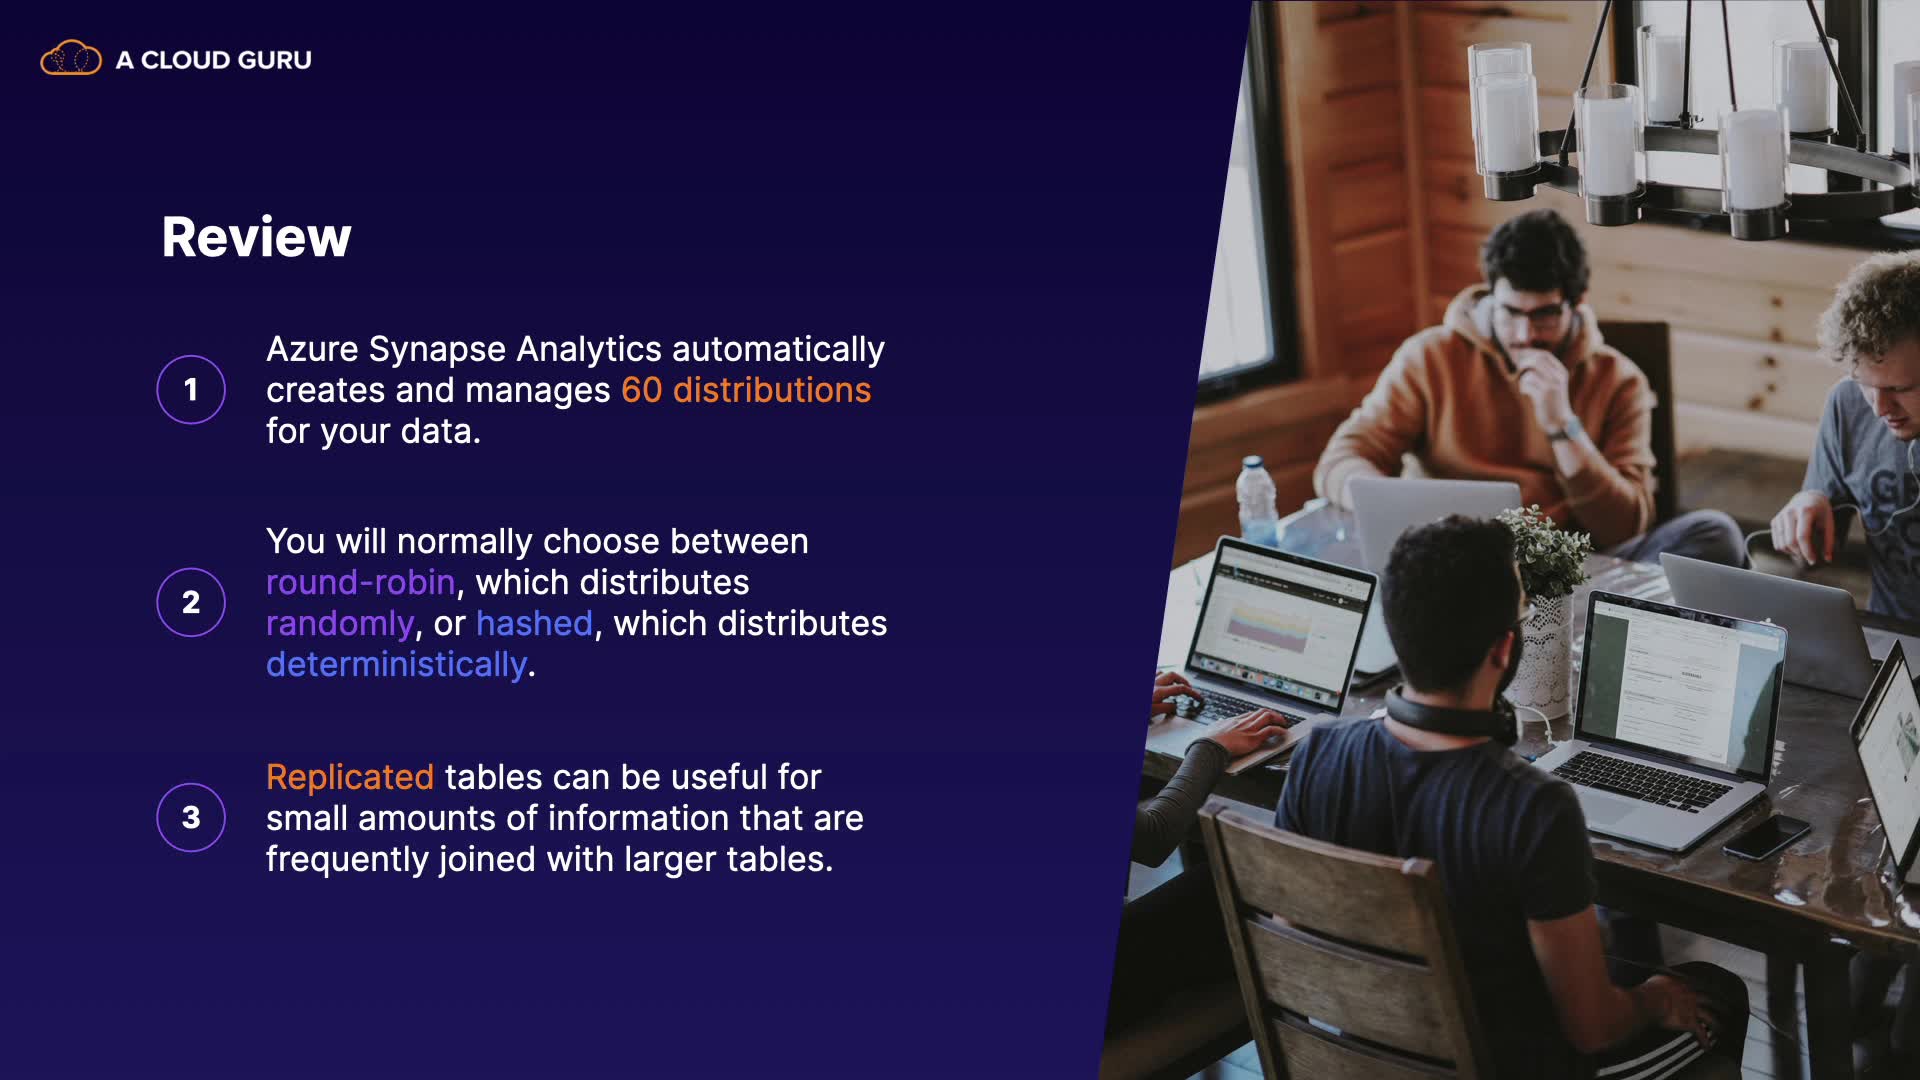 A CLOUD GURU
Review
1
Azure Synapse Analytics automatically
creates and manages 60 distributions
for your data.
2
You will normally choose between
round-robin, which distributes
randomly, or hashed, which distributes
deterministically.
3
Replicated tables can be useful for
small amounts of information that are
frequently joined with larger tables.